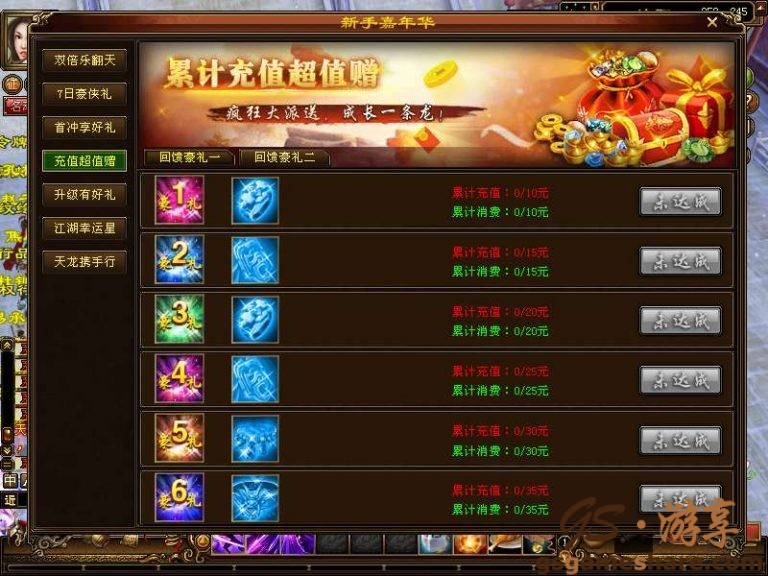 新手嘉年华
双倍乐翻天
7日豪侠礼
首冲享好礼
充值超值赠
升级有好礼
江湖幸运星
天龙携手行
累计充值超值赠
疯狂大派送，成长一条龙！
回馈豪礼一
回馈豪礼二
豪1礼
累计充值：0/10元
累计消费：0/10元
未达成
豪2礼
累计充值：0/15元
累计消费：0/15元
未达成
豪3礼
累计充值：0/20元
累计消费：0/20元
未达成
豪4礼
累计充值：0/25元
累计消费：0/25元
未达成
豪5礼
累计充值：0/30元
累计消费：0/30元
未达成
豪6礼
累计充值：0/35元
累计消费：0/35元
未达成
中
近
GS·游享
gsgameshare.com